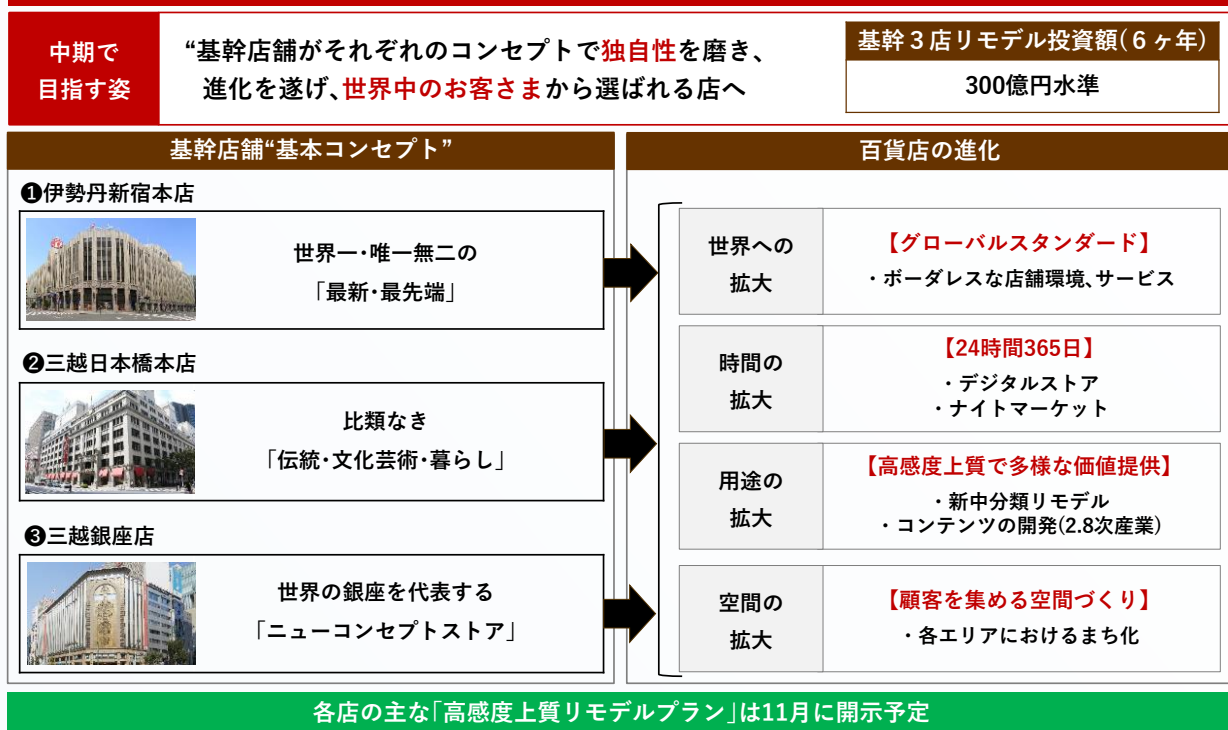 中期で
目指す姿
“基幹店舗がそれぞれのコンセプトで独自性を磨き、
進化を遂げ、世界中のお客さまから選ばれる店へ
基幹３店リモデル投資額(６ヶ年)
300億円水準
基幹店舗“基本コンセプト”
❶伊勢丹新宿本店
世界一・唯一無二の
「最新・最先端」
❷三越日本橋本店
比類なき
「伝統・文化芸術・暮らし」
❸三越銀座店
世界の銀座を代表する
「ニューコンセプトストア」
百貨店の進化
世界への
拡大
【グローバルスタンダード】
・ボーダレスな店舗環境、サービス
時間の
拡大
【24時間365日】
・デジタルストア
・ナイトマーケット
用途の
拡大
【高感度上質で多様な価値提供】
・新中分類リモデル
・コンテンツの開発(2.8次産業)
空間の
拡大
【顧客を集める空間づくり】
・各エリアにおけるまち化
各店の主な「高感度上質リモデルプラン」は11月に開示予定